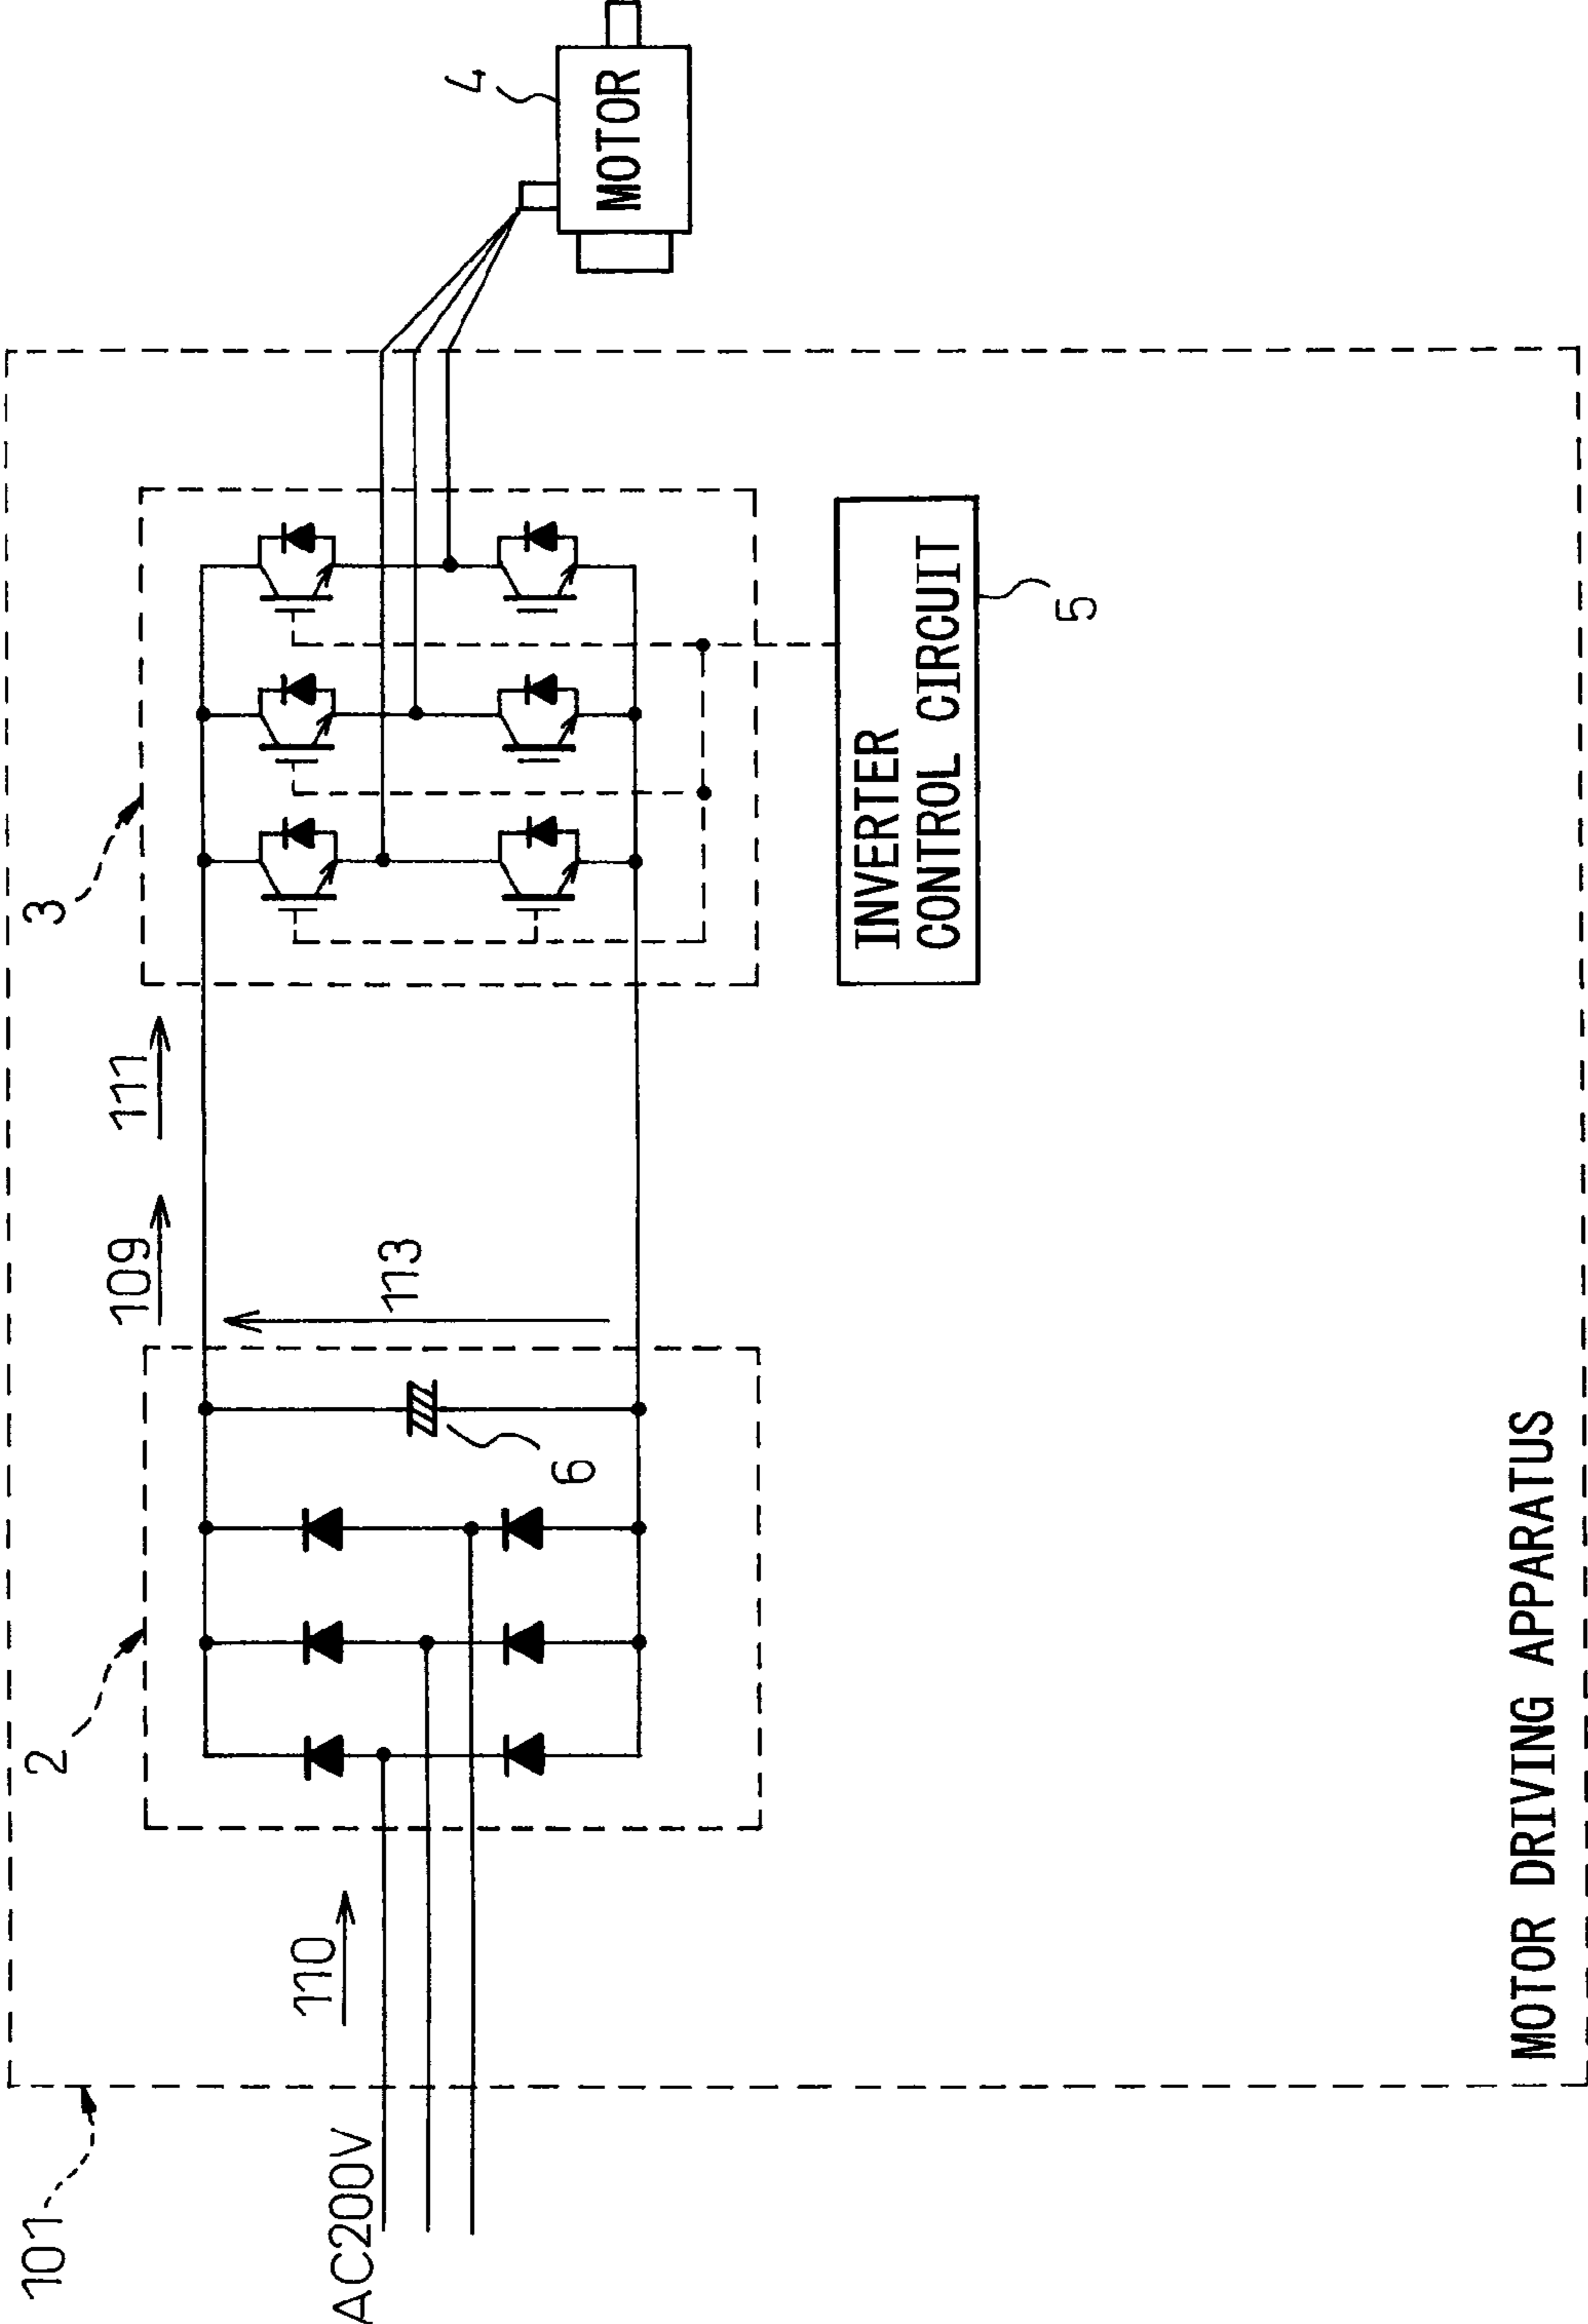 101
AC200V
110
2
6
113
109
111
3
INVERTER
CONTROL CIRCUIT
5
4
MOTOR
MOTOR DRIVING APPARATUS